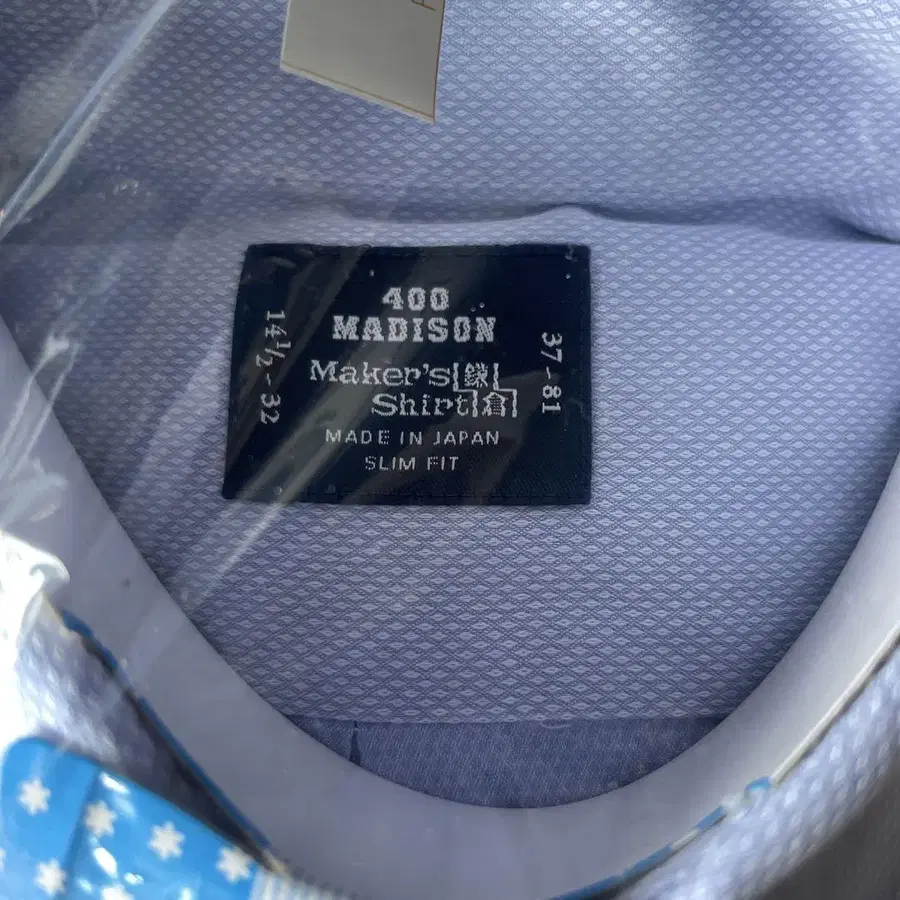 400
MADISON
Maker's 鎌
Shirt 倉
MADE IN JAPAN
SLIM FIT
14½-32
37-81